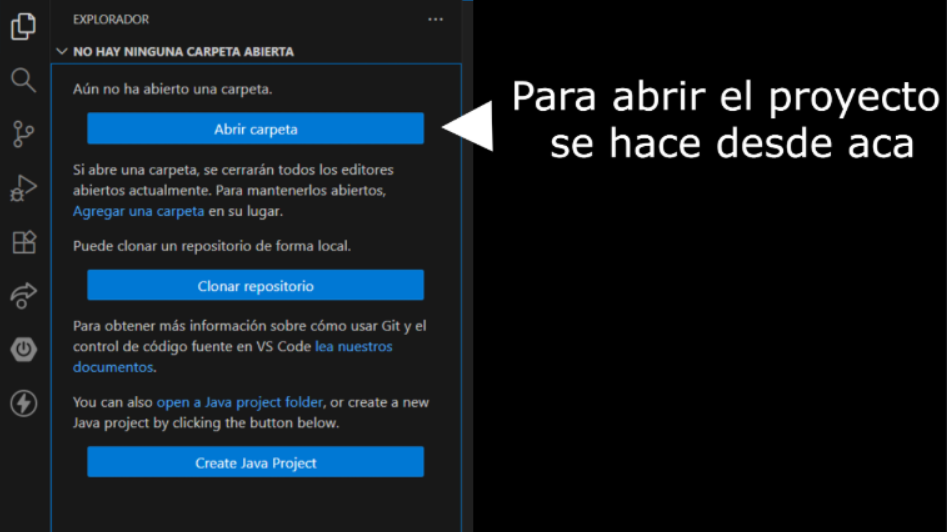 EXPLORADOR
NO HAY NINGUNA CARPETA ABIERTA
Aún no ha abierto una carpeta.
Abrir carpeta
Si abre una carpeta, se cerrarán todos los editores
abiertos actualmente. Para mantenerlos abiertos,
Agregar una carpeta en su lugar.
Puede clonar un repositorio de forma local.
Clonar repositorio
Para obtener más información sobre cómo usar Git y el
control de código fuente en VS Code lea nuestros
documentos.
You can also open a Java project folder, or create a new
Java project by clicking the button below.
Create Java Project
Para abrir el proyecto
se hace desde aca